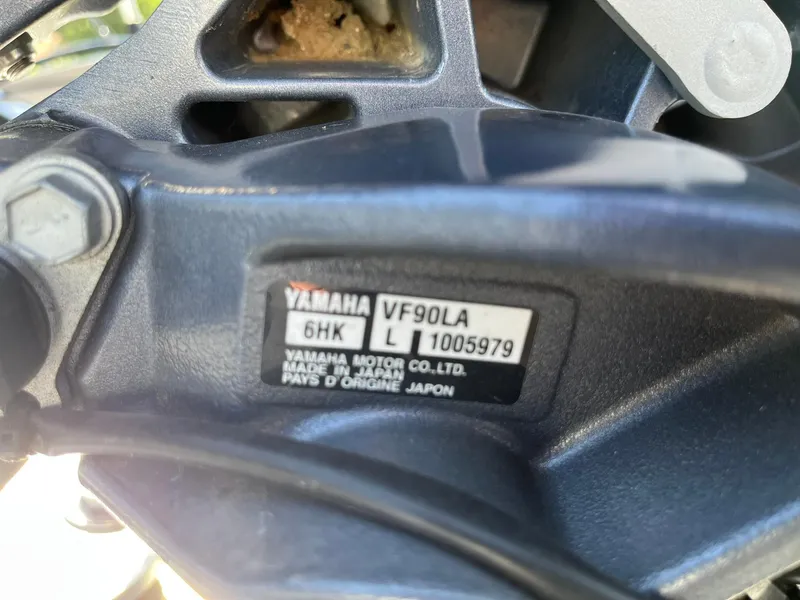 YAMAHA VF90LA
6HK L 1005979
YAMAHA MOTOR CO.,LTD.
MADE IN JAPAN
PAYS D'ORIGINE JAPON